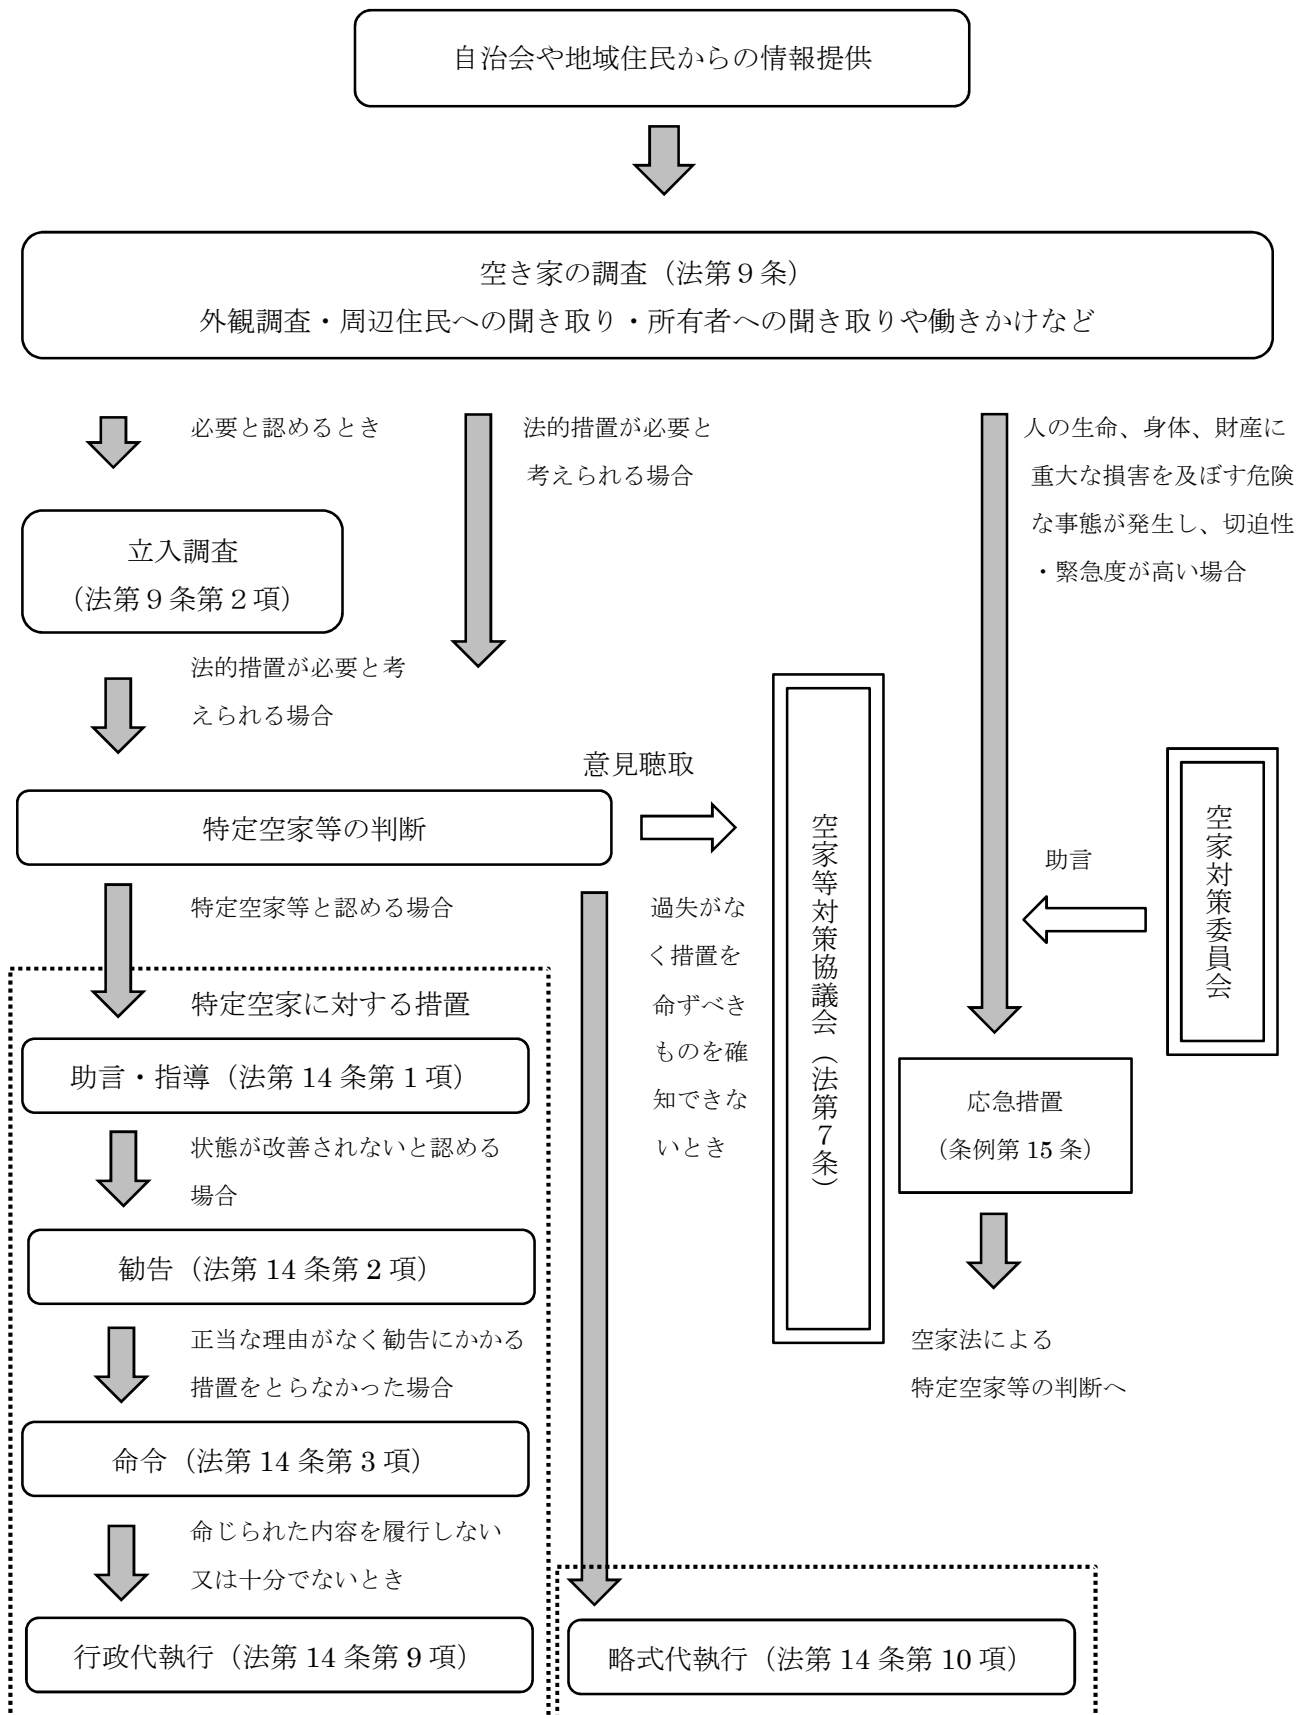 自治会や地域住民からの情報提供
空き家の調査（法第９条）
外観調査・周辺住民への聞き取り・所有者への聞き取りや働きかけなど
必要と認めるとき
法的措置が必要と
考えられる場合
人の生命、身体、財産に
重大な損害を及ぼす危険
な事態が発生し、切迫性
・緊急度が高い場合
立入調査
（法第９条第２項）
法的措置が必要と考
えられる場合
意見聴取
特定空家等の判断
空家等対策協議会（法第７条）
助言
空家対策委員会
特定空家等と認める場合
過失がな
く措置を
命ずべき
ものを確
知できな
いとき
特定空家に対する措置
助言・指導（法第 14 条第 1 項）
応急措置
（条例第 15 条）
状態が改善されないと認める
場合
勧告（法第 14 条第 2 項）
正当な理由がなく勧告にかかる
措置をとらなかった場合
空家法による
特定空家等の判断へ
命令（法第 14 条第 3 項）
命じられた内容を履行しない
又は十分でないとき
行政代執行（法第 14 条第 9 項）
略式代執行（法第 14 条第 10 項）